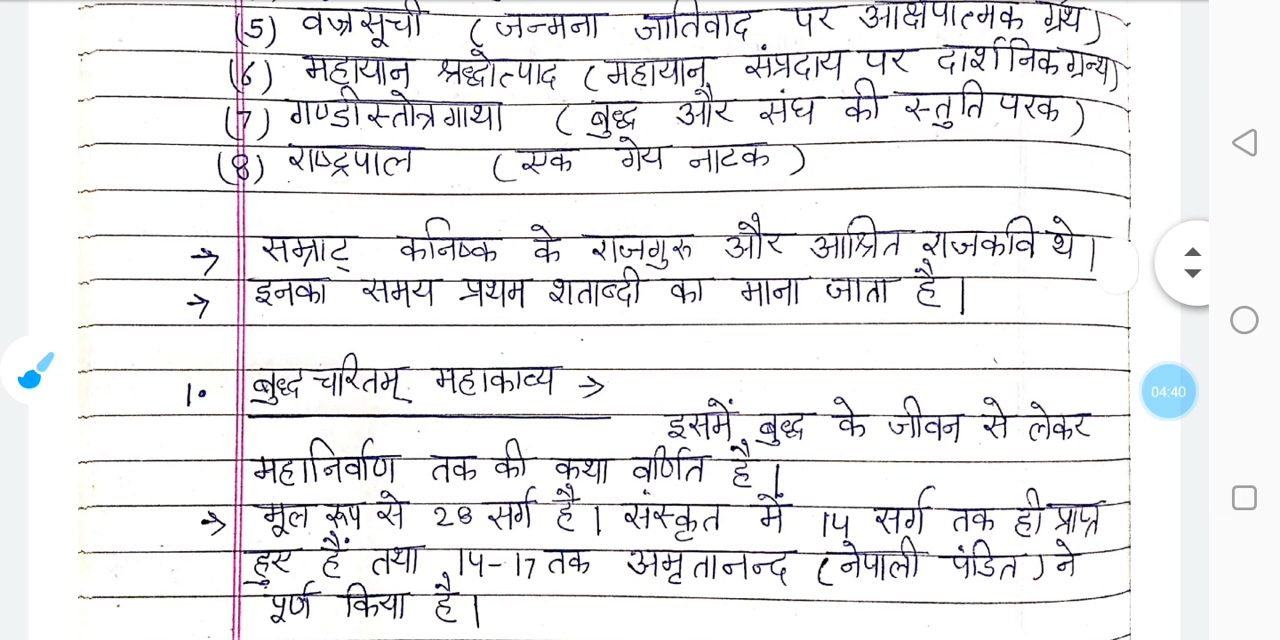 (5) वज्रसूची (जन्मना जातिवाद पर आक्षेपात्मक ग्रंथ)
(6) महायान श्रद्धोत्पाद (महायान संप्रदाय पर दार्शनिक ग्रन्थ)
(7) गण्डीस्तोत्रगाथा (बुद्ध और संघ की स्तुति परक)
(8) राष्ट्रपाल (एक गेय नाटक)
→ सम्राट् कनिष्क के राजगुरु और आश्रित राजकवि थे।
→ इनका समय प्रथम शताब्दी का माना जाता है।
1. बुद्धचरितम् महाकाव्य →
इसमें बुद्ध के जीवन से लेकर
04:40
महानिर्वाण तक की कथा वर्णित है।
→ मूल रूप से 28 सर्ग है। संस्कृत में 14 सर्ग तक ही प्राप्त
हुए हैं तथा 14-17 तक अमृतानन्द (नेपाली पंडित) ने
पूर्ण किया है।